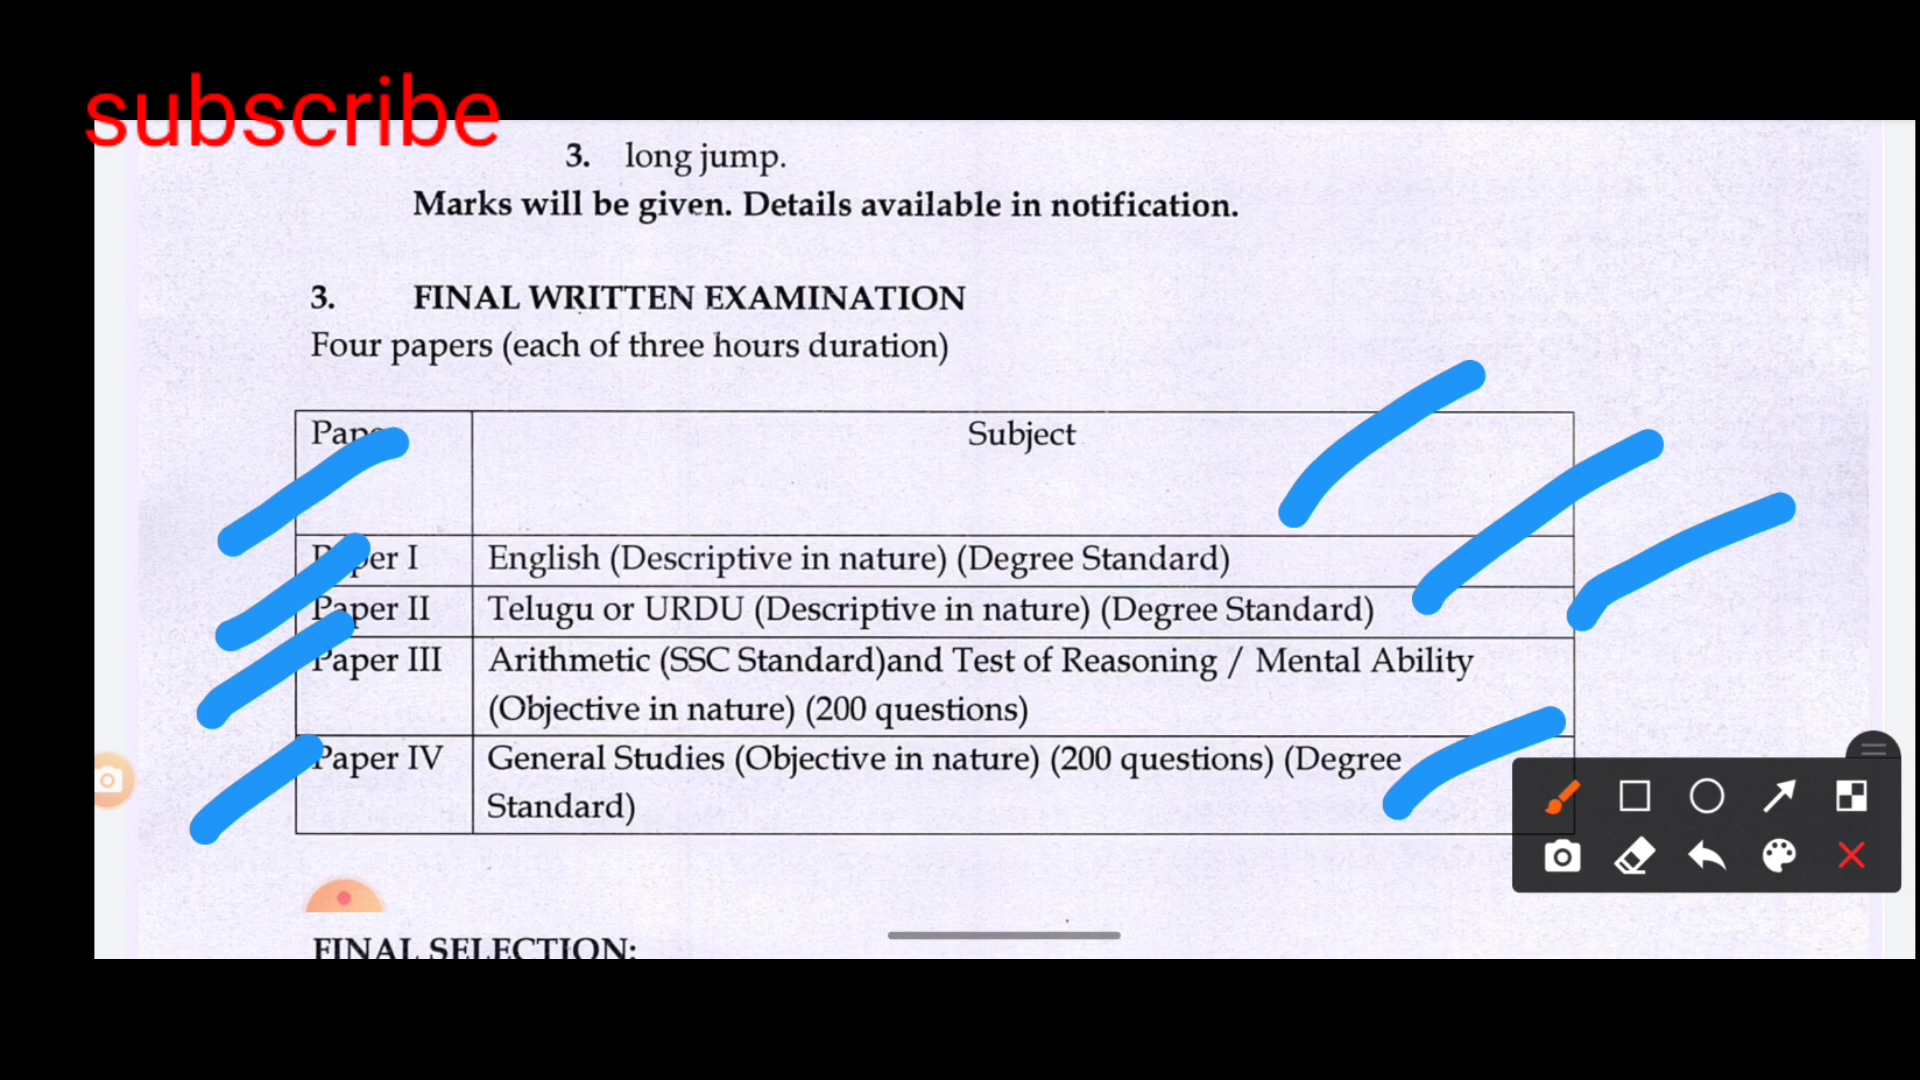 subscribe
3. long jump.
Marks will be given. Details available in notification.
3. FINAL WRITTEN EXAMINATION
Four papers (each of three hours duration)
Subject
Paper I English (Descriptive in nature) (Degree Standard)
Paper II Telugu or URDU (Descriptive in nature) (Degree Standard)
Paper III Arithmetic (SSC Standard)and Test of Reasoning / Mental Ability
(Objective in nature) (200 questions)
Paper IV General Studies (Objective in nature) (200 questions) (Degree
Standard)
FINAL SELECTION: